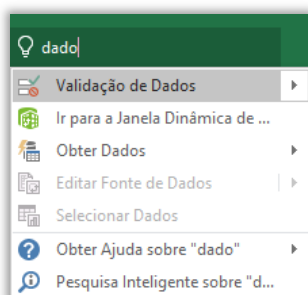 dado
Validação de Dados
Ir para a Janela Dinâmica de ...
Obter Dados
Editar Fonte de Dados
Selecionar Dados
Obter Ajuda sobre "dado"
Pesquisa Inteligente sobre "d...